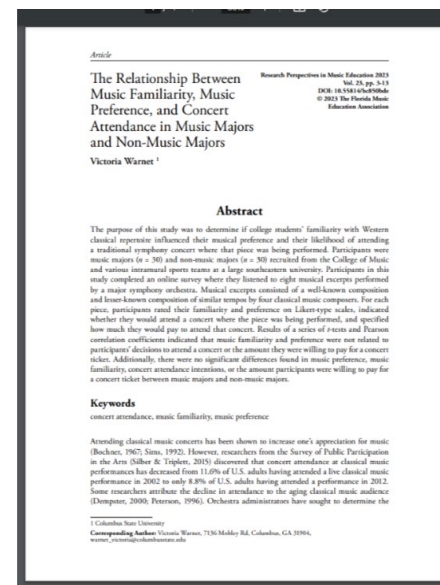 Article
The Relationship Between
Music Familiarity, Music
Preference, and Concert
Attendance in Music Majors
and Non-Music Majors
Research Perspectives in Music Education 2023
Vol. 23, pp. 3-13
© 2023 The Florida Music
Education Association
Victoria Warnet 1
Abstract
The purpose of this study was to determine if college students' familiarity with Western
classical repertoire influenced their musical preference and their likelihood of attending
a traditional symphony concert where that piece was being performed. Participants were
music majors (n = 30) and non-music majors (n = 30) recruited from the College of Music
and various intramural sports teams at a large southeastern university. Participants in this
study completed an online survey where they listened to eight musical excerpts performed
by a major symphony orchestra. Musical excerpts consisted of a well-known composition
and lesser-known composition of similar tempos by four classical music composers. For each
piece, participants rated their familiarity and preference on Likert-type scales, indicated
whether they would attend a concert where the piece was being performed, and specified
how much they would pay to attend that concert. Results of a series of t-tests and Pearson
correlation coefficients indicated that music familiarity and preference were not related to
participants' decisions to attend a concert or the amount they were willing to pay for a concert
ticket. Additionally, there were no significant differences found in music preference, music
familiarity, concert attendance intentions, or the amount participants were willing to pay for
a concert ticket between music majors and non-music majors.
Keywords
concert attendance, music familiarity, music preference
Attending classical music concerts has been shown to increase one's appreciation for music
(Bochner, 1967; Sims, 1992). However, researchers from the Survey of Public Participation
in the Arts (Silber & Triplett, 2015) discovered that concert attendance at classical music
performances has decreased from 11.6% of U.S. adults having attended a live classical music
performance in 2002 to only 8.8% of U.S. adults having attended a performance in 2012.
Some researchers attribute the decline in attendance to the aging classical music audience
(Dempster, 2000; Peterson, 1996). Orchestra administrators have sought to determine the
1 Columbus State University
Corresponding Author: Victoria Warnet, 7136 Mobley Rd, Columbus, GA 31904,
warnet_victoria@columbusstate.edu